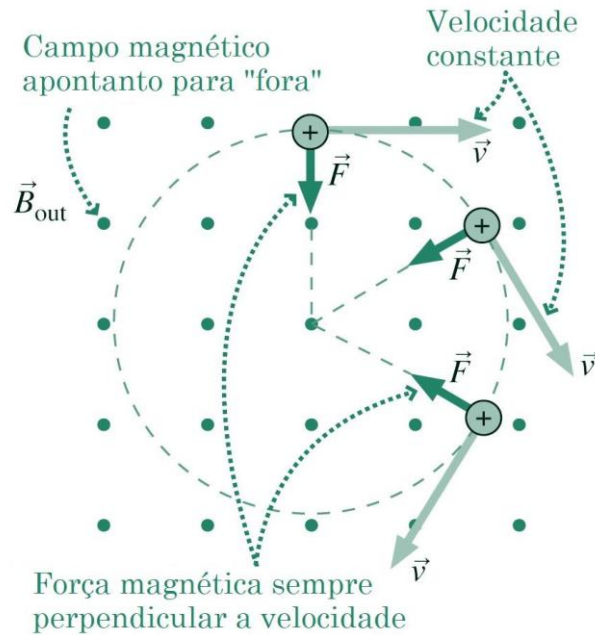 Campo magnético
apontanto para "fora"
Velocidade
constante
+
v⃗
F⃗
B⃗out
+
F⃗
v⃗
F⃗
+
v⃗
Força magnética sempre
perpendicular a velocidade